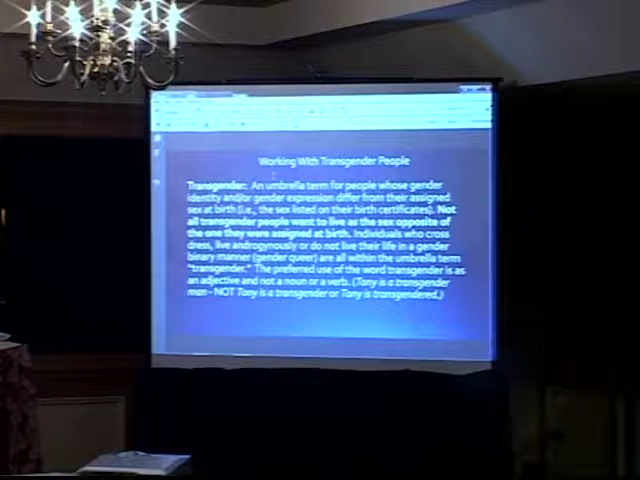 Working With Transgender People
Transgender: An umbrella term for people whose gender
identity and/or gender expression differ from their assigned
sex at birth (i.e., the sex listed on their birth certificates). Not
all transgender people want to live as the sex opposite of
the one they were assigned at birth. Individuals who cross
dress, live androgynously or do not live their life in a gender
binary manner (gender queer) are all within the umbrella term
"transgender." The preferred use of the word transgender is as
an adjective and not a noun or a verb. (Tony is a transgender
man - NOT Tony is a transgender or Tony is transgendered.)